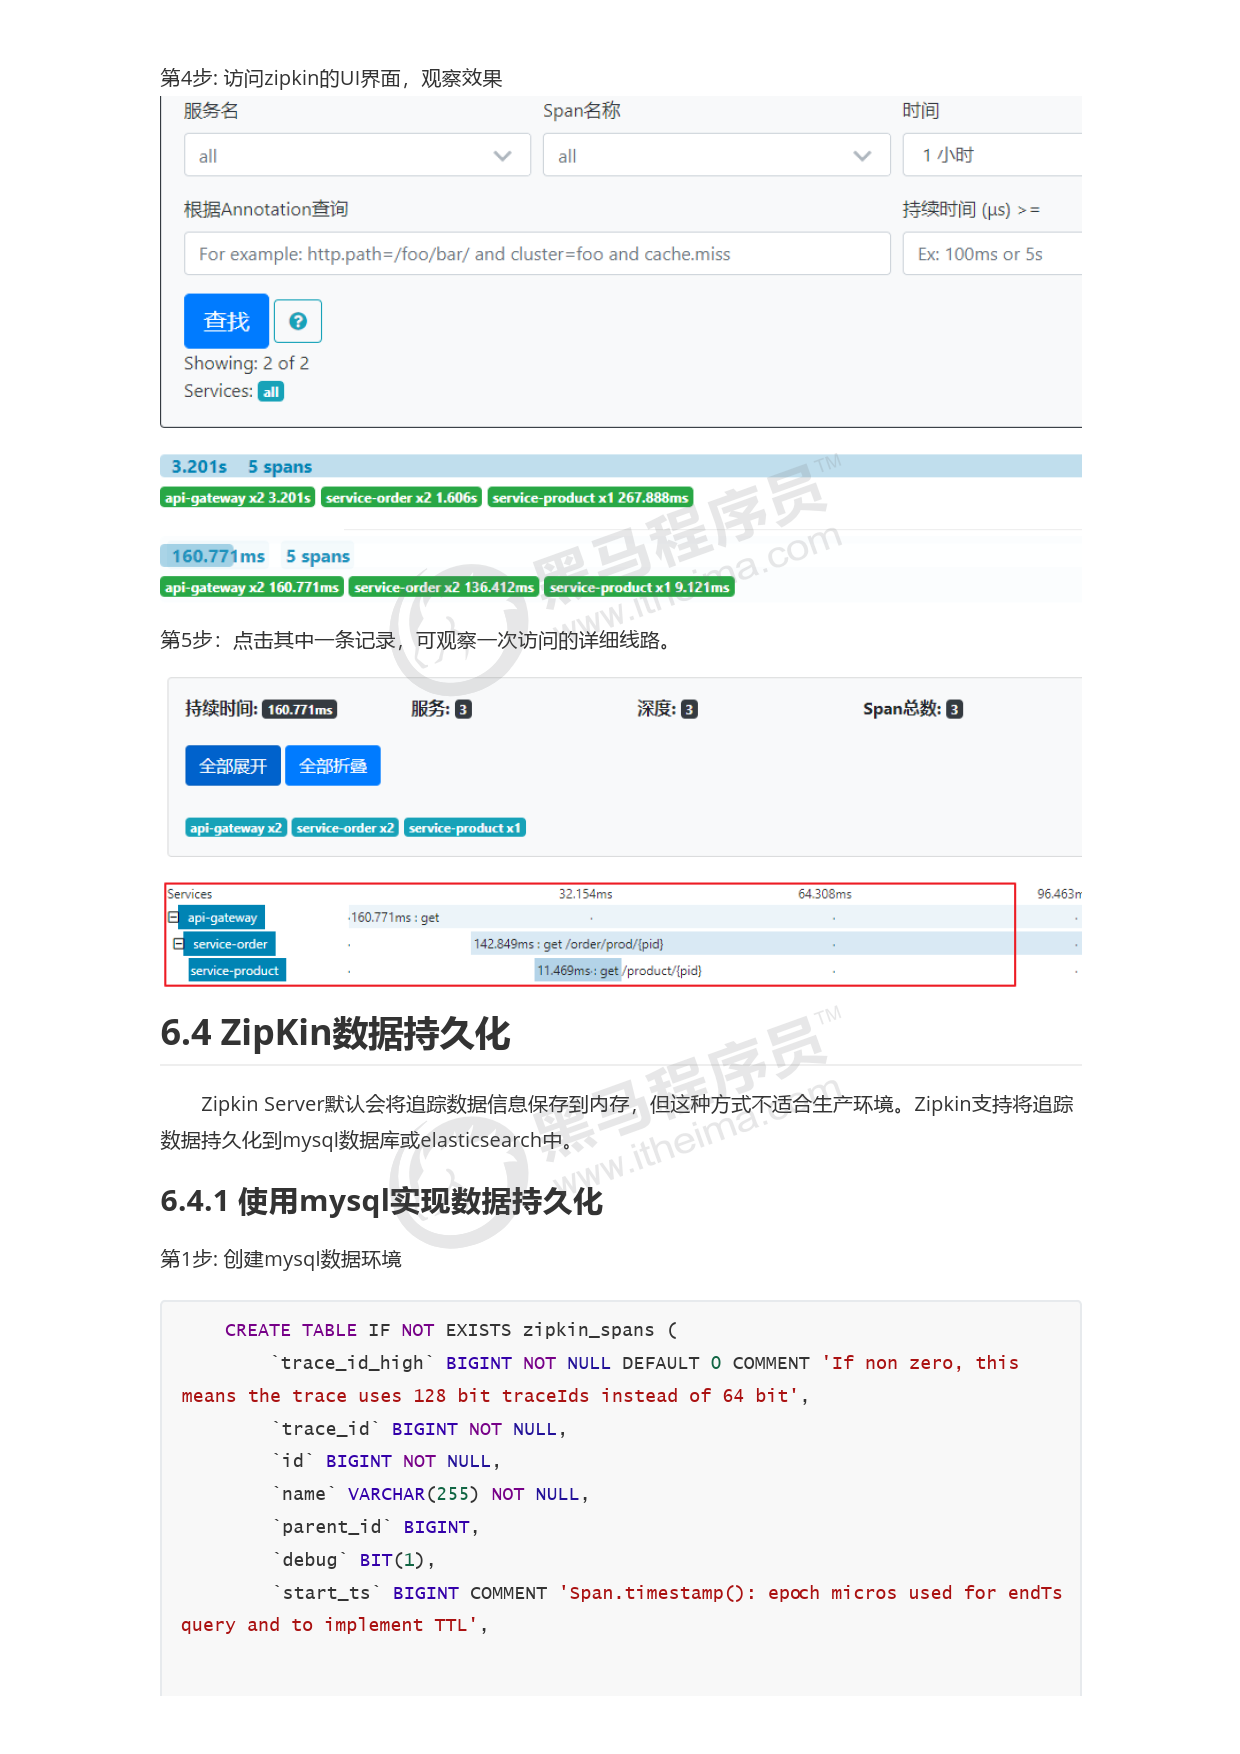 第4步: 访问zipkin的UI界面，观察效果
服务名 Span名称 时间
all all 1 小时
根据Annotation查询 持续时间 (μs) >=
For example: http.path=/foo/bar/ and cluster=foo and cache.miss Ex: 100ms or 5s
查找 ?
Showing: 2 of 2
Services: all
3.201s 5 spans
api-gateway x2 3.201s service-order x2 1.606s service-product x1 267.888ms
160.771ms 5 spans
api-gateway x2 160.771ms service-order x2 136.412ms service-product x1 9.121ms
黑马程序员™
www.itheima.com
第5步：点击其中一条记录，可观察一次访问的详细线路。
持续时间: 160.771ms 服务: 3 深度: 3 Span总数: 3
全部展开 全部折叠
api-gateway x2 service-order x2 service-product x1
Services 32.154ms 64.308ms 96.463m
api-gateway 160.771ms : get
service-order 142.849ms : get /order/prod/{pid}
service-product 11.469ms : get /product/{pid}
6.4 ZipKin数据持久化
Zipkin Server默认会将追踪数据信息保存到内存，但这种方式不适合生产环境。Zipkin支持将追踪
数据持久化到mysql数据库或elasticsearch中。
黑马程序员™
www.itheima.com
6.4.1 使用mysql实现数据持久化
第1步: 创建mysql数据环境
CREATE TABLE IF NOT EXISTS zipkin_spans (
`trace_id_high` BIGINT NOT NULL DEFAULT 0 COMMENT 'If non zero, this
means the trace uses 128 bit traceIds instead of 64 bit',
`trace_id` BIGINT NOT NULL,
`id` BIGINT NOT NULL,
`name` VARCHAR(255) NOT NULL,
`parent_id` BIGINT,
`debug` BIT(1),
`start_ts` BIGINT COMMENT 'Span.timestamp(): epoch micros used for endTs
query and to implement TTL',